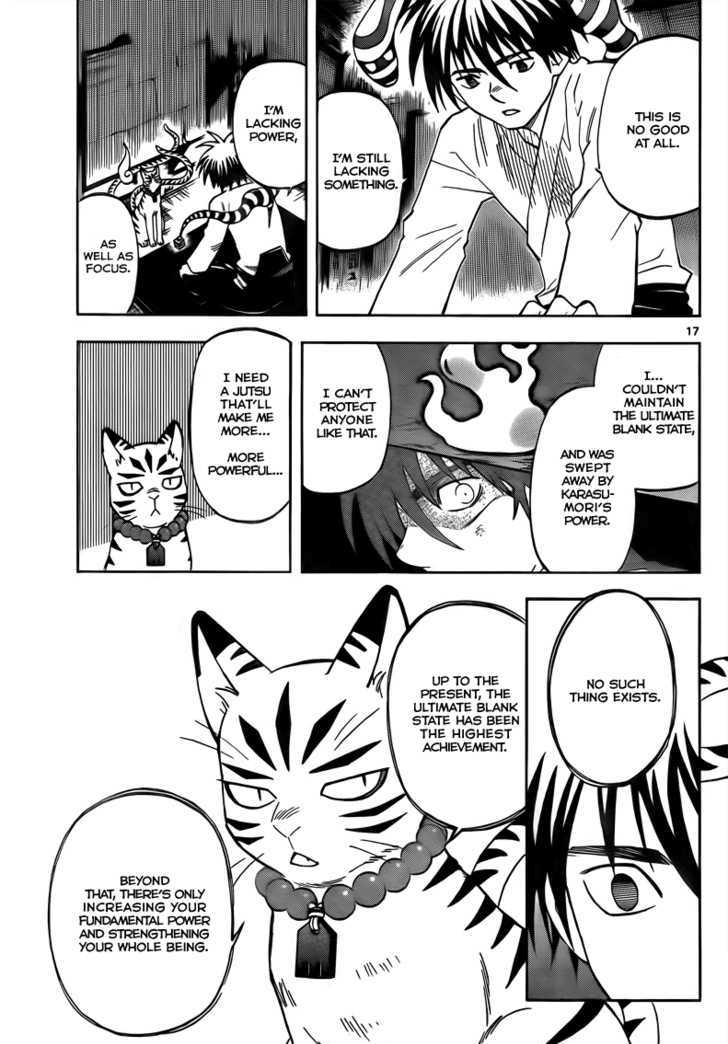 THIS IS
NO GOOD
AT ALL.
I'M STILL
LACKING
SOMETHING.
I'M
LACKING
POWER,
AS
WELL AS
FOCUS.
17
I...
COULDN'T
MAINTAIN
THE ULTIMATE
BLANK STATE,
AND WAS
SWEPT
AWAY BY
KARASU-
MORI'S
POWER.
I CAN'T
PROTECT
ANYONE
LIKE THAT.
I NEED
A JUTSU
THAT'LL
MAKE ME
MORE...
MORE
POWERFUL...
NO SUCH
THING EXISTS.
UP TO THE
PRESENT, THE
ULTIMATE BLANK
STATE HAS BEEN
THE HIGHEST
ACHIEVEMENT.
BEYOND
THAT, THERE'S ONLY
INCREASING YOUR
FUNDAMENTAL POWER
AND STRENGTHENING
YOUR WHOLE BEING.